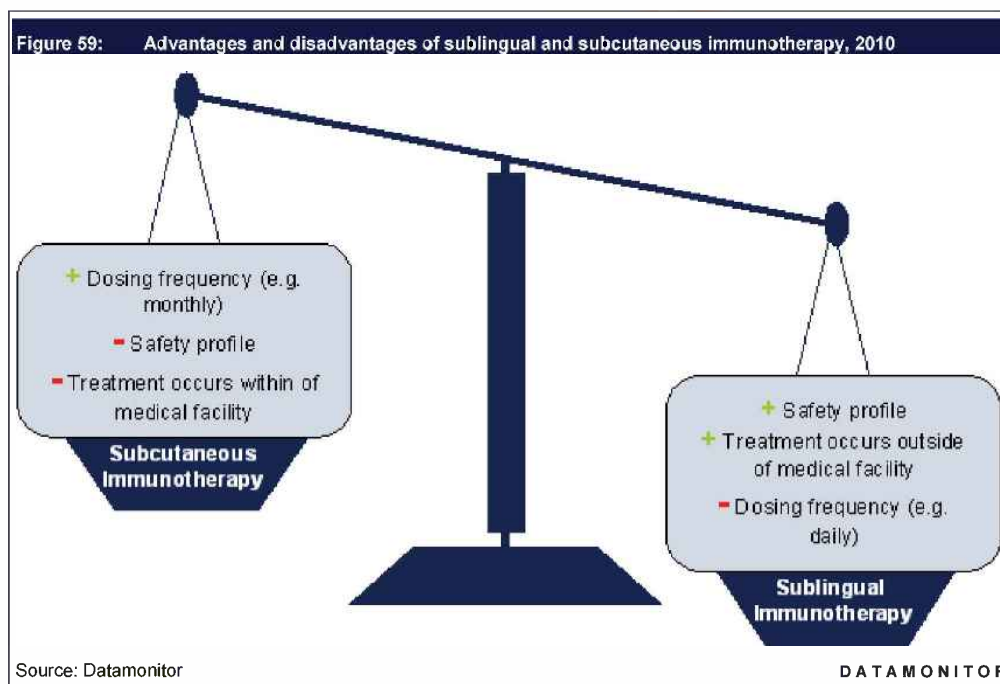 Figure 59: Advantages and disadvantages of sublingual and subcutaneous immunotherapy, 2010
+ Dosing frequency (e.g.
monthly)
- Safety profile
- Treatment occurs within of
medical facility
Subcutaneous
Immunotherapy
+ Safety profile
+ Treatment occurs outside
of medical facility
- Dosing frequency (e.g.
daily)
Sublingual
Immunotherapy
Source: Datamonitor
DATAMONITOR